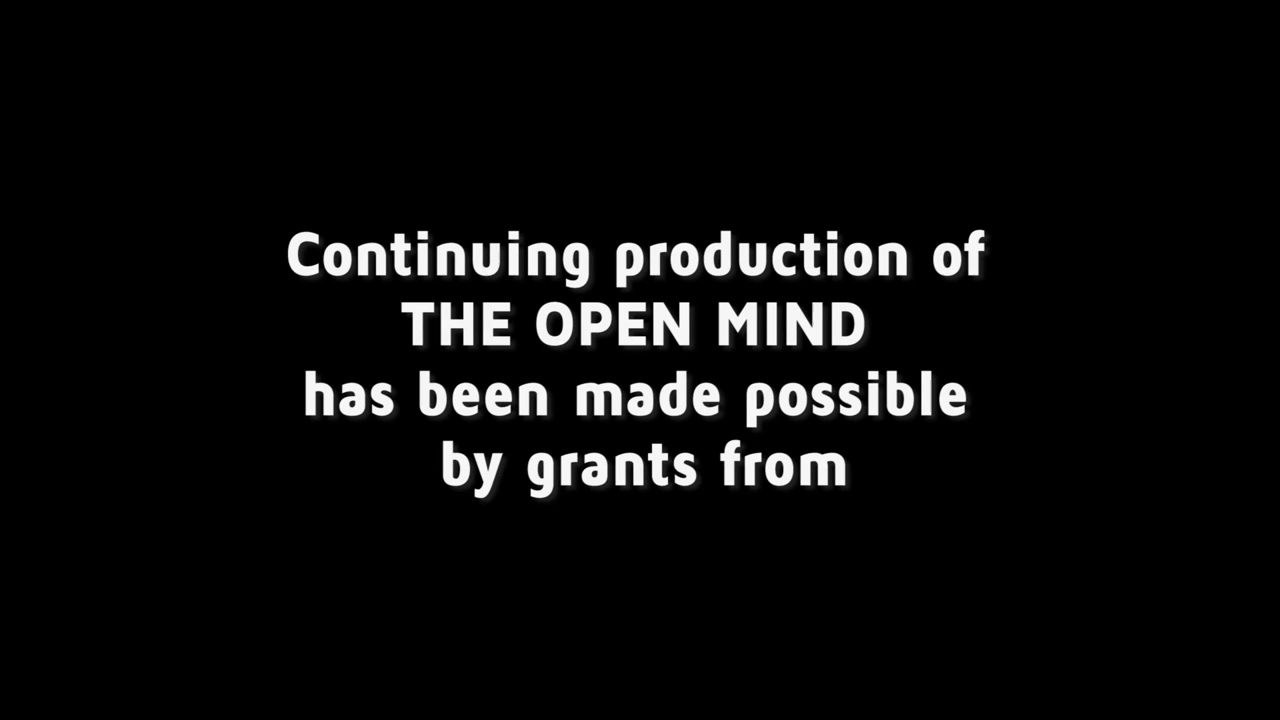 Continuing production of
THE OPEN MIND
has been made possible
by grants from